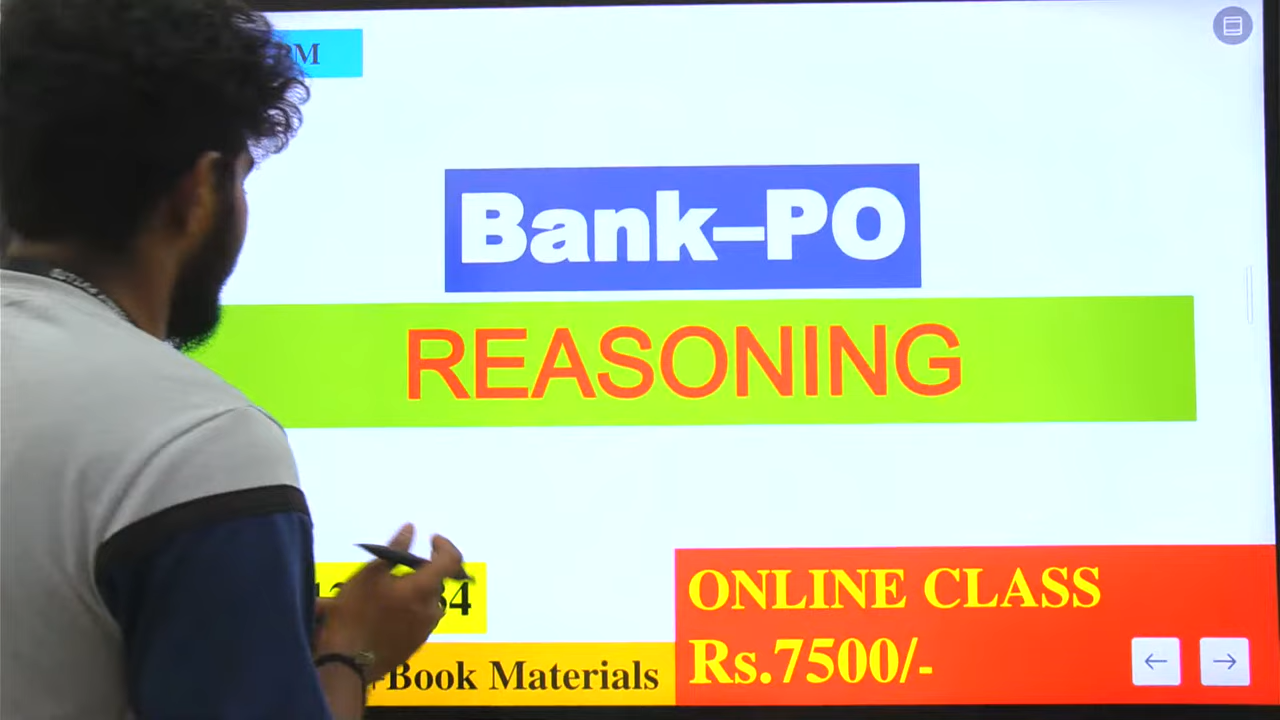 Bank–PO
REASONING
ONLINE CLASS
Book Materials
Rs.7500/-